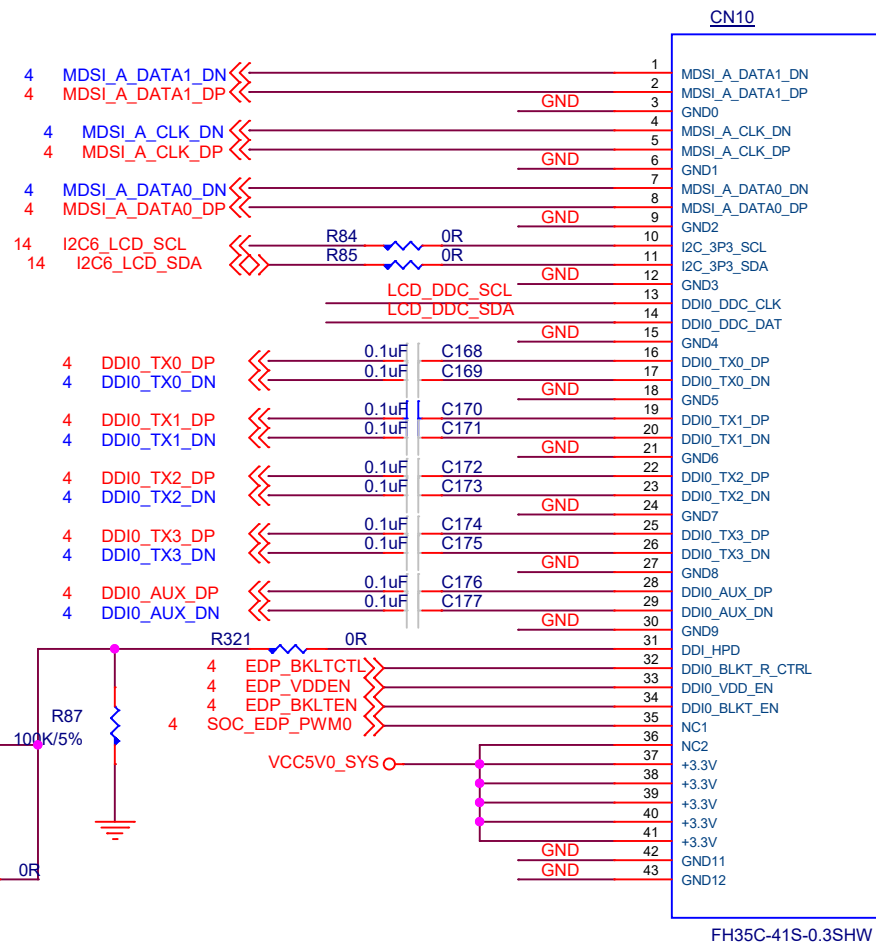 CN10
4 MDSI_A_DATA1_DN 1 MDSI_A_DATA1_DN
4 MDSI_A_DATA1_DP 2 MDSI_A_DATA1_DP
GND 3 GND0
4 MDSI_A_CLK_DN 4 MDSI_A_CLK_DN
4 MDSI_A_CLK_DP 5 MDSI_A_CLK_DP
GND 6 GND1
4 MDSI_A_DATA0_DN 7 MDSI_A_DATA0_DN
4 MDSI_A_DATA0_DP 8 MDSI_A_DATA0_DP
GND 9 GND2
14 I2C6_LCD_SCL R84 0R 10 I2C_3P3_SCL
14 I2C6_LCD_SDA R85 0R 11 I2C_3P3_SDA
GND 12 GND3
LCD_DDC_SCL 13 DDI0_DDC_CLK
LCD_DDC_SDA 14 DDI0_DDC_DAT
GND 15 GND4
4 DDI0_TX0_DP 0.1uF C168 16 DDI0_TX0_DP
4 DDI0_TX0_DN 0.1uF C169 17 DDI0_TX0_DN
GND 18 GND5
4 DDI0_TX1_DP 0.1uF C170 19 DDI0_TX1_DP
4 DDI0_TX1_DN 0.1uF C171 20 DDI0_TX1_DN
GND 21 GND6
4 DDI0_TX2_DP 0.1uF C172 22 DDI0_TX2_DP
4 DDI0_TX2_DN 0.1uF C173 23 DDI0_TX2_DN
GND 24 GND7
4 DDI0_TX3_DP 0.1uF C174 25 DDI0_TX3_DP
4 DDI0_TX3_DN 0.1uF C175 26 DDI0_TX3_DN
GND 27 GND8
4 DDI0_AUX_DP 0.1uF C176 28 DDI0_AUX_DP
4 DDI0_AUX_DN 0.1uF C177 29 DDI0_AUX_DN
GND 30 GND9
R321 0R 31 DDI_HPD
4 EDP_BKLTCTL 32 DDI0_BLKT_R_CTRL
4 EDP_VDDEN 33 DDI0_VDD_EN
4 EDP_BKLTEN 34 DDI0_BLKT_EN
R87 4 SOC_EDP_PWM0 35 NC1
100K/5% 36 NC2
VCC5V0_SYS 37 +3.3V
38 +3.3V
39 +3.3V
40 +3.3V
41 +3.3V
GND 42 GND11
0R GND 43 GND12
FH35C-41S-0.3SHW